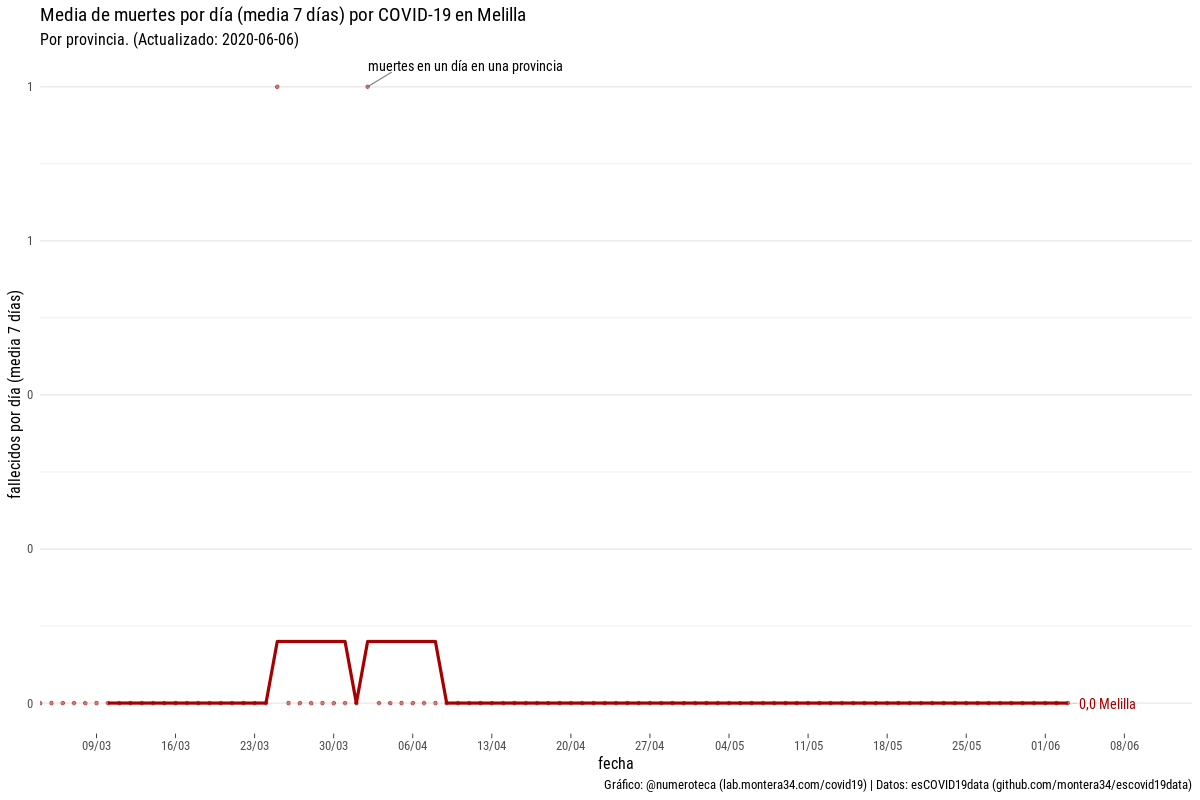 Media de muertes por día (media 7 días) por COVID-19 en Melilla
Por provincia. (Actualizado: 2020-06-06)
muertes en un día en una provincia
1
1
0
0
0
fallecidos por día (media 7 días)
0,0 Melilla
09/03 16/03 23/03 30/03 06/04 13/04 20/04 27/04 04/05 11/05 18/05 25/05 01/06 08/06
fecha
Gráfico: @numeroteca (lab.montera34.com/covid19) | Datos: esCOVID19data (github.com/montera34/escovid19data)